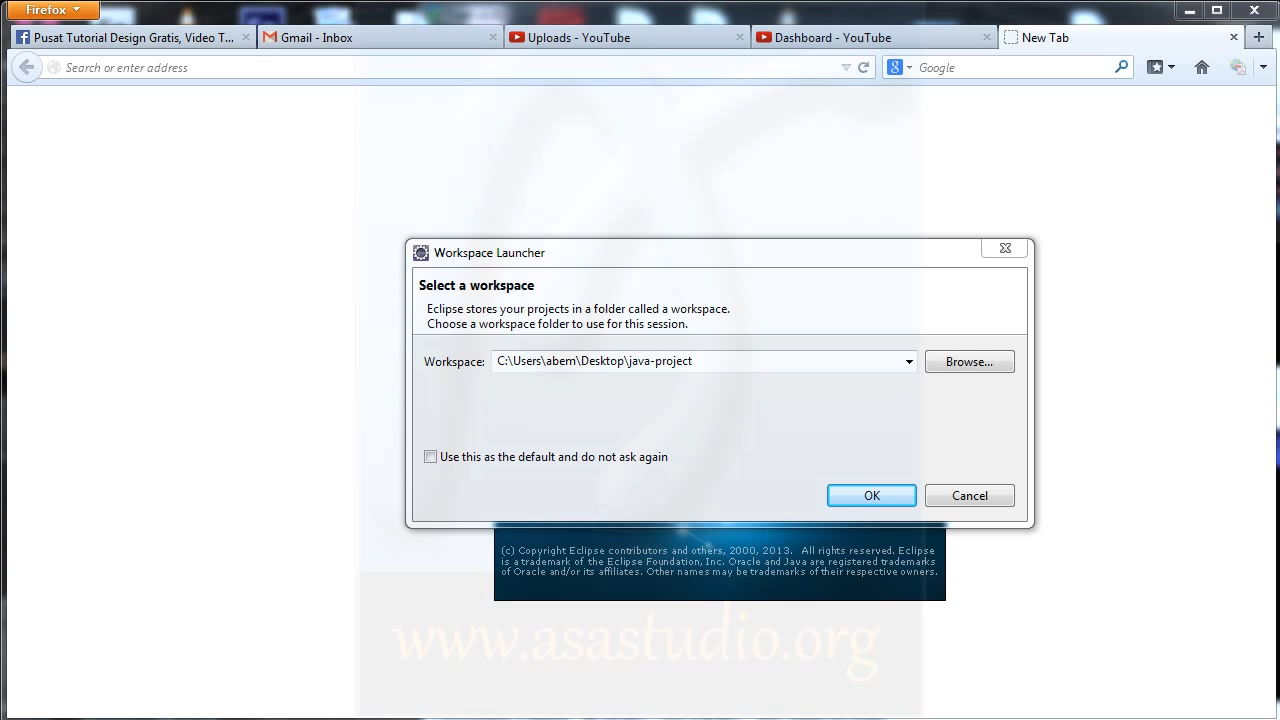 Firefox
Pusat Tutorial Design Gratis, Video T...
Gmail - Inbox
Uploads - YouTube
Dashboard - YouTube
New Tab
Search or enter address
Google
Workspace Launcher
Select a workspace
Eclipse stores your projects in a folder called a workspace.
Choose a workspace folder to use for this session.
Workspace:
C:\Users\abem\Desktop\java-project
Browse...
Use this as the default and do not ask again
OK
Cancel
(c) Copyright Eclipse contributors and others, 2000, 2013. All rights reserved. Eclipse
is a trademark of the Eclipse Foundation, Inc. Oracle and Java are registered trademarks
of Oracle and/or its affiliates. Other names may be trademarks of their respective owners.
www.asastudio.org